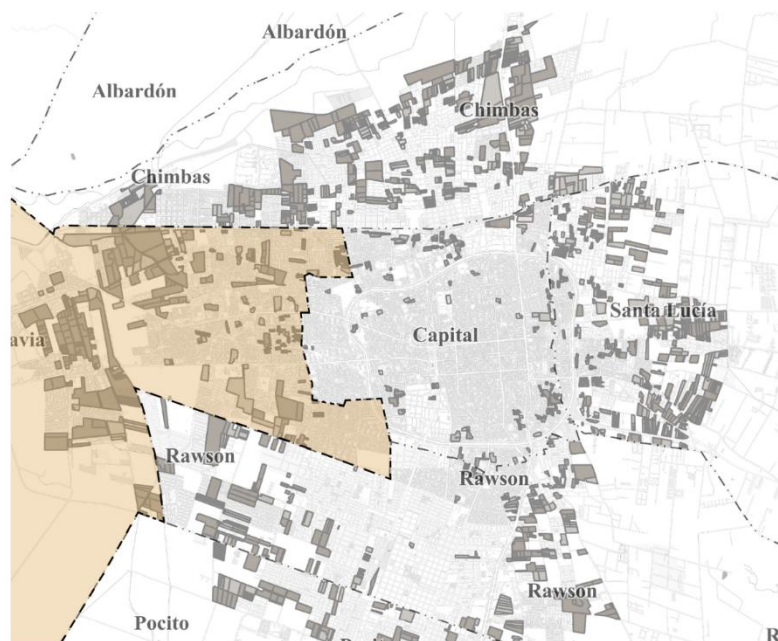 Albardón
Albardón
Chimbas
Chimbas
Santa Lucía
Capital
avia
Rawson
Rawson
Rawson
Pocito